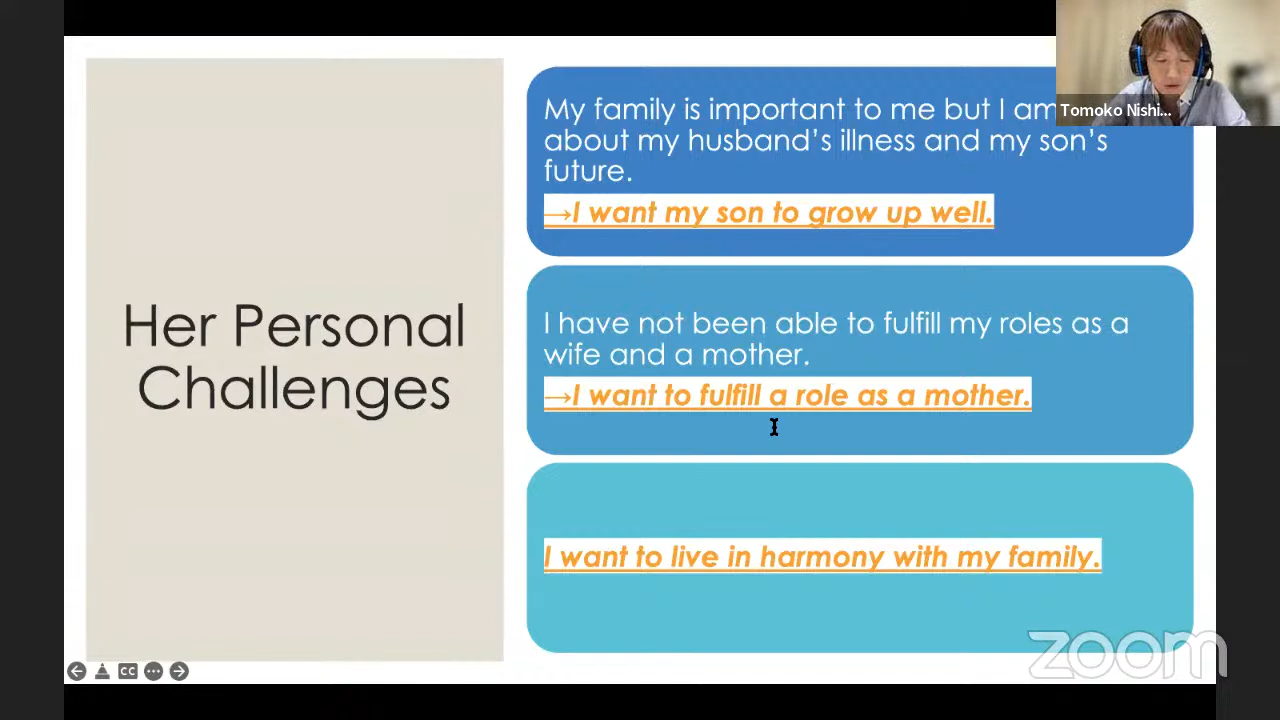 Her Personal
Challenges
My family is important to me but I am
about my husband's illness and my son's
future.
→I want my son to grow up well.
I have not been able to fulfill my roles as a
wife and a mother.
→I want to fulfill a role as a mother.
I want to live in harmony with my family.
Tomoko Nishi...
CC
zoom